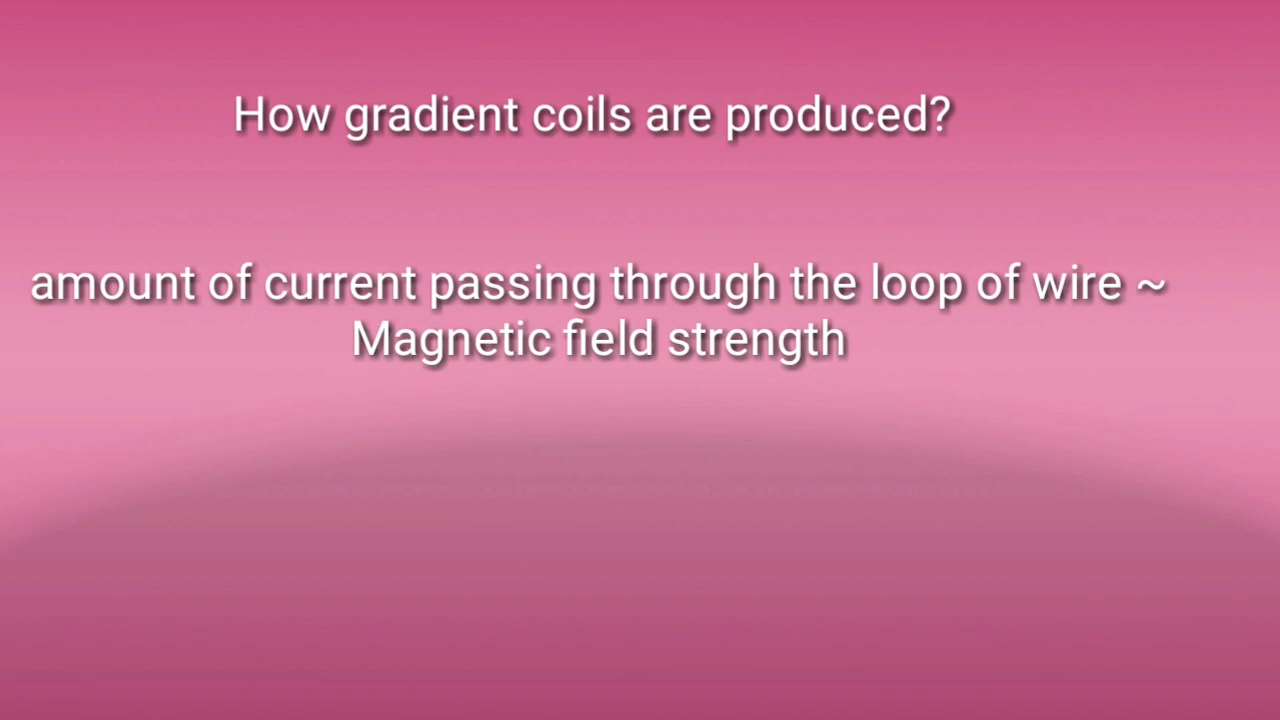 How gradient coils are produced?
amount of current passing through the loop of wire ~
Magnetic field strength